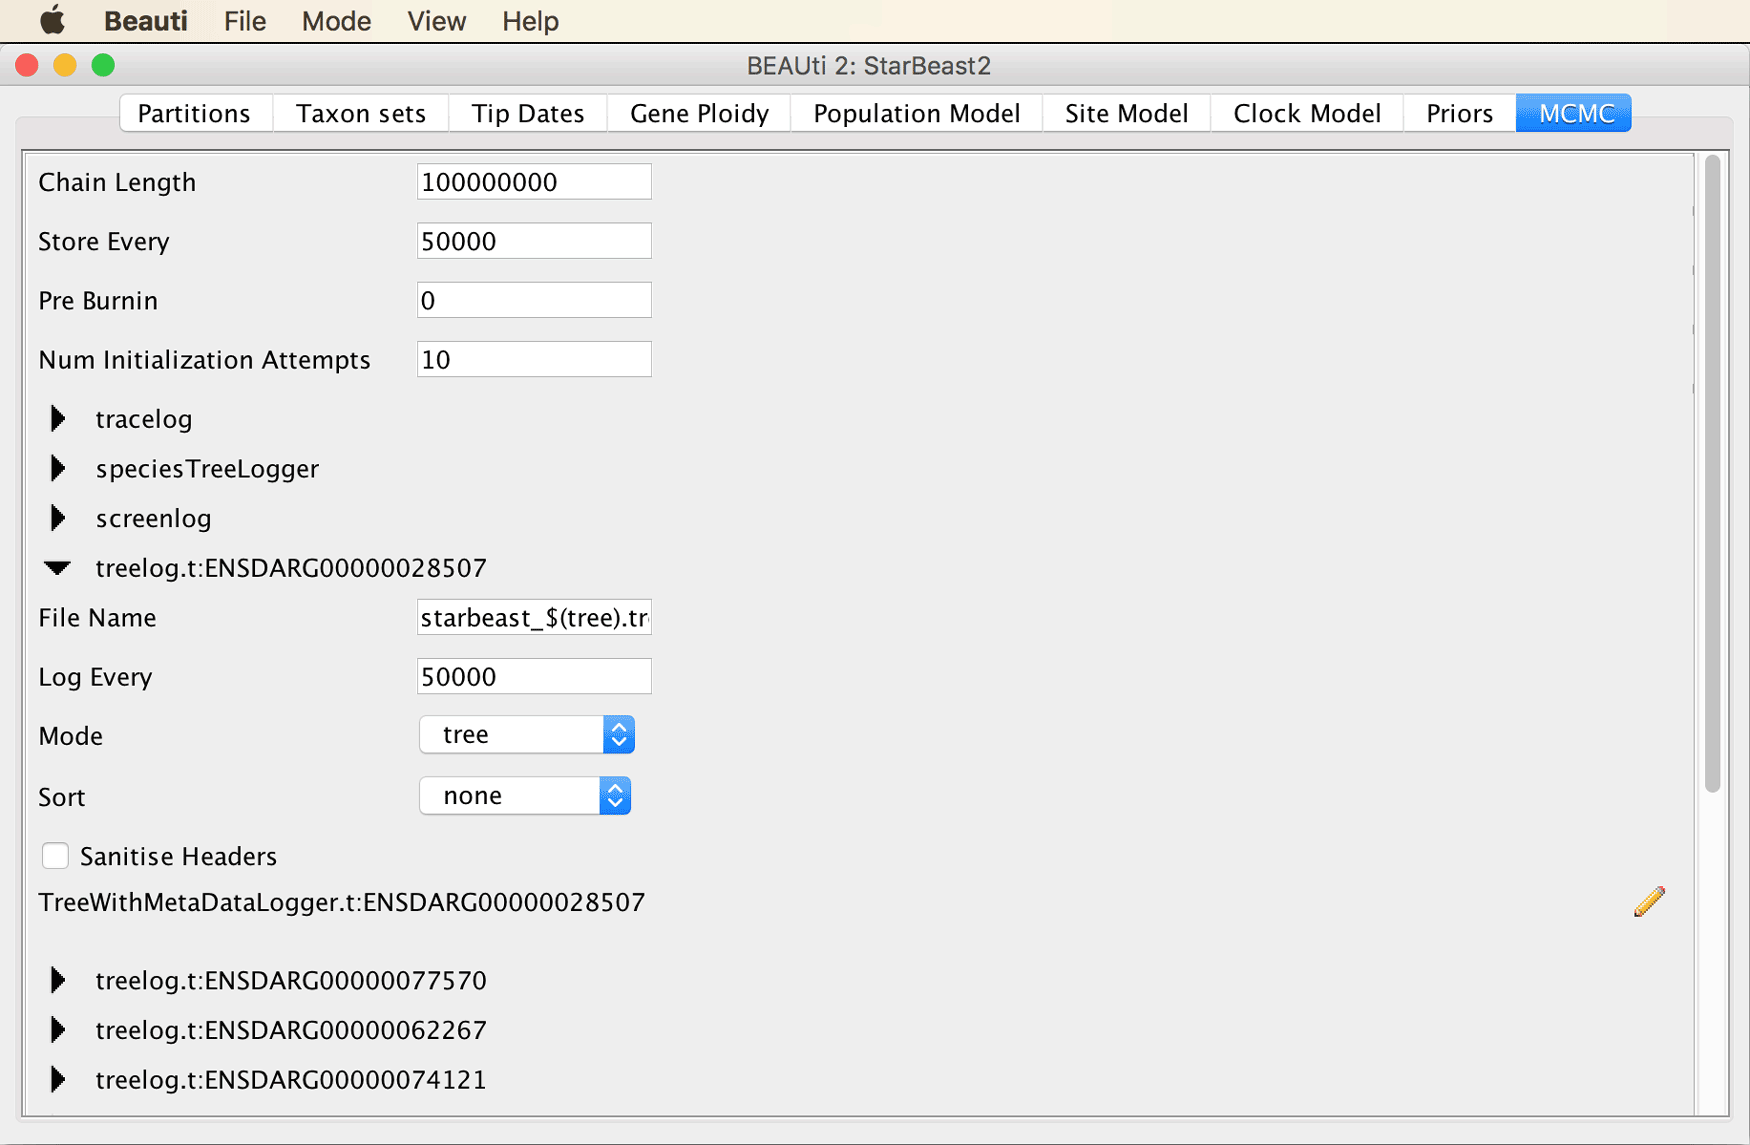 Beauti File Mode View Help
BEAUti 2: StarBeast2
Partitions Taxon sets Tip Dates Gene Ploidy Population Model Site Model Clock Model Priors MCMC
Chain Length 100000000
Store Every 50000
Pre Burnin 0
Num Initialization Attempts 10
tracelog
speciesTreeLogger
screenlog
treelog.t:ENSDARG00000028507
File Name starbeast_$(tree).tr
Log Every 50000
Mode tree
Sort none
Sanitise Headers
TreeWithMetaDataLogger.t:ENSDARG00000028507
treelog.t:ENSDARG00000077570
treelog.t:ENSDARG00000062267
treelog.t:ENSDARG00000074121